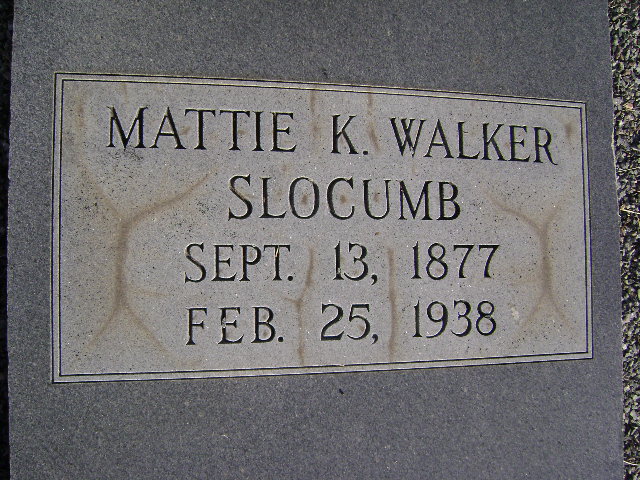 MATTIE K. WALKER
SLOCUMB
SEPT. 13, 1877
FEB. 25, 1938